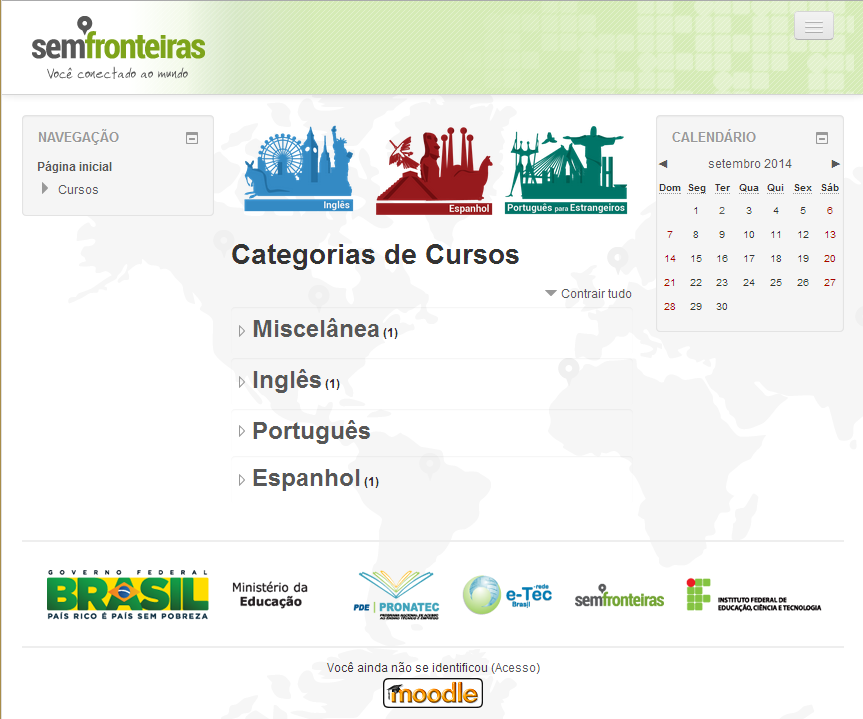 semfronteiras
Você conectado ao mundo
NAVEGAÇÃO
Página inicial
Cursos
Inglês
Espanhol
Português para Estrangeiros
Categorias de Cursos
Contrair tudo
Miscelânea (1)
Inglês (1)
Português
Espanhol (1)
CALENDÁRIO
setembro 2014
Dom Seg Ter Qua Qui Sex Sáb
1 2 3 4 5 6
7 8 9 10 11 12 13
14 15 16 17 18 19 20
21 22 23 24 25 26 27
28 29 30
GOVERNO FEDERAL
BRASIL
PAÍS RICO É PAÍS SEM POBREZA
Ministério da
Educação
PDE | PRONATEC
rede
e-Tec
Brasil
semfronteiras
INSTITUTO FEDERAL DE
EDUCAÇÃO, CIÊNCIA E TECNOLOGIA
Você ainda não se identificou (Acesso)
moodle